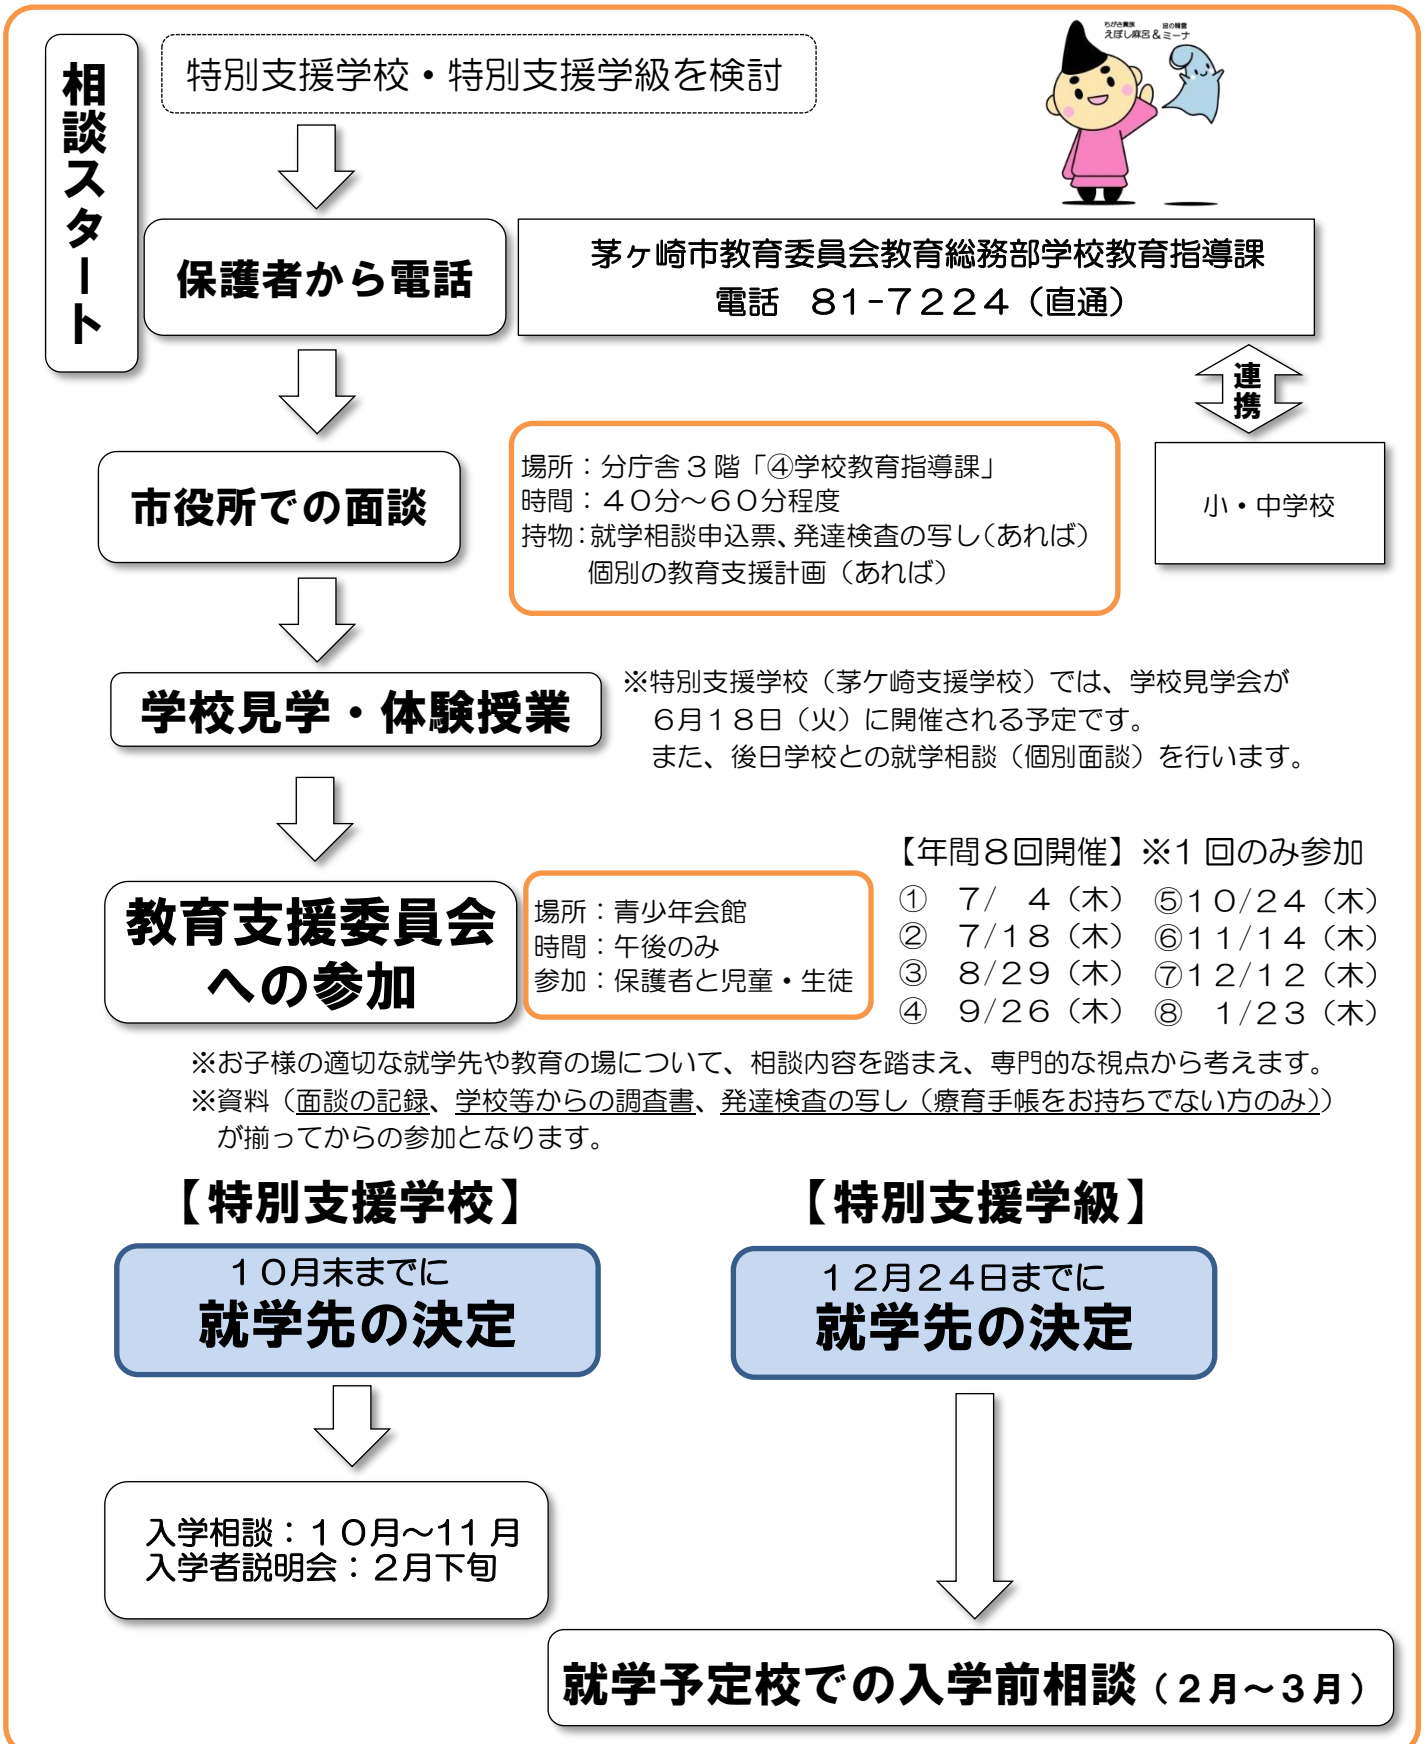 相談スタート
特別支援学校・特別支援学級を検討
ちがさき貴族
えぼし麻呂&ミーナ
保護者から電話
茅ヶ崎市教育委員会教育総務部学校教育指導課
電話 81-7224(直通)
連携
小・中学校
市役所での面談
場所:分庁舎3階「④学校教育指導課」
時間:40分~60分程度
持物:就学相談申込票、発達検査の写し(あれば)
個別の教育支援計画(あれば)
学校見学・体験授業
※特別支援学校(茅ケ崎支援学校)では、学校見学会が
6月18日(火)に開催される予定です。
また、後日学校との就学相談(個別面談)を行います。
教育支援委員会
への参加
場所:青少年会館
時間:午後のみ
参加:保護者と児童・生徒
【年間8回開催】※1回のみ参加
① 7/ 4(木) ⑤10/24(木)
② 7/18(木) ⑥11/14(木)
③ 8/29(木) ⑦12/12(木)
④ 9/26(木) ⑧ 1/23(木)
※お子様の適切な就学先や教育の場について、相談内容を踏まえ、専門的な視点から考えます。
※資料(面談の記録、学校等からの調査書、発達検査の写し(療育手帳をお持ちでない方のみ))
が揃ってからの参加となります。
【特別支援学校】
10月末までに
就学先の決定
入学相談:10月~11月
入学者説明会:2月下旬
【特別支援学級】
12月24日までに
就学先の決定
就学予定校での入学前相談(2月~3月)